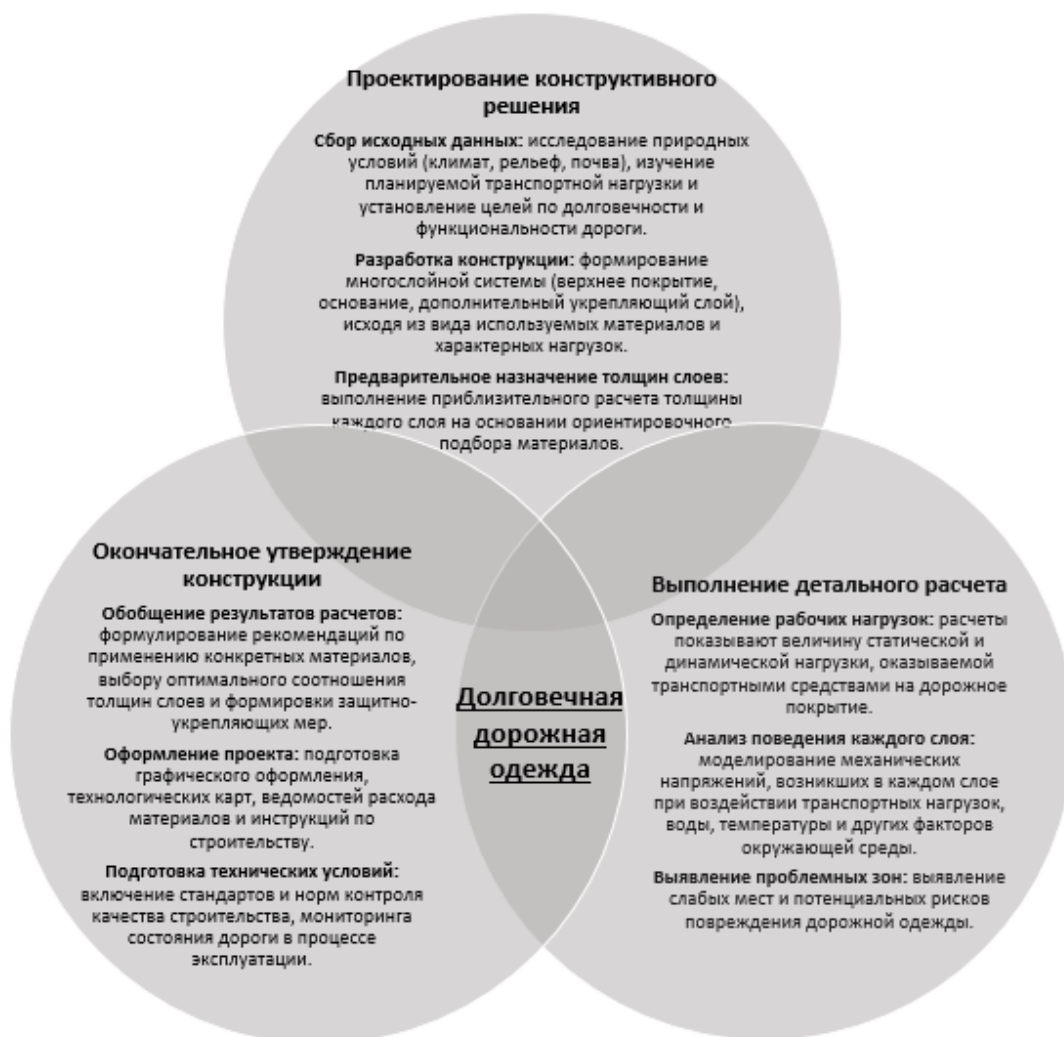 Проектирование конструктивного
решения
Сбор исходных данных: исследование природных
условий (климат, рельеф, почва), изучение
планируемой транспортной нагрузки и
установление целей по долговечности и
функциональности дороги.
Разработка конструкции: формирование
многослойной системы (верхнее покрытие,
основание, дополнительный укрепляющий слой),
исходя из вида используемых материалов и
характерных нагрузок.
Предварительное назначение толщин слоев:
выполнение приблизительного расчета толщины
каждого слоя на основании ориентировочного
подбора материалов.
Окончательное утверждение
конструкции
Обобщение результатов расчетов:
формулирование рекомендаций по
применению конкретных материалов,
выбору оптимального соотношения
толщин слоев и формировки защитно-
укрепляющих мер.
Оформление проекта: подготовка
графического оформления,
технологических карт, ведомостей расхода
материалов и инструкций по
строительству.
Подготовка технических условий:
включение стандартов и норм контроля
качества строительства, мониторинга
состояния дороги в процессе
эксплуатации.
Долговечная
дорожная
одежда
Выполнение детального расчета
Определение рабочих нагрузок: расчеты
показывают величину статической и
динамической нагрузки, оказываемой
транспортными средствами на дорожное
покрытие.
Анализ поведения каждого слоя:
моделирование механических
напряжений, возникших в каждом слое
при воздействии транспортных нагрузок,
воды, температуры и других факторов
окружающей среды.
Выявление проблемных зон: выявление
слабых мест и потенциальных рисков
повреждения дорожной одежды.